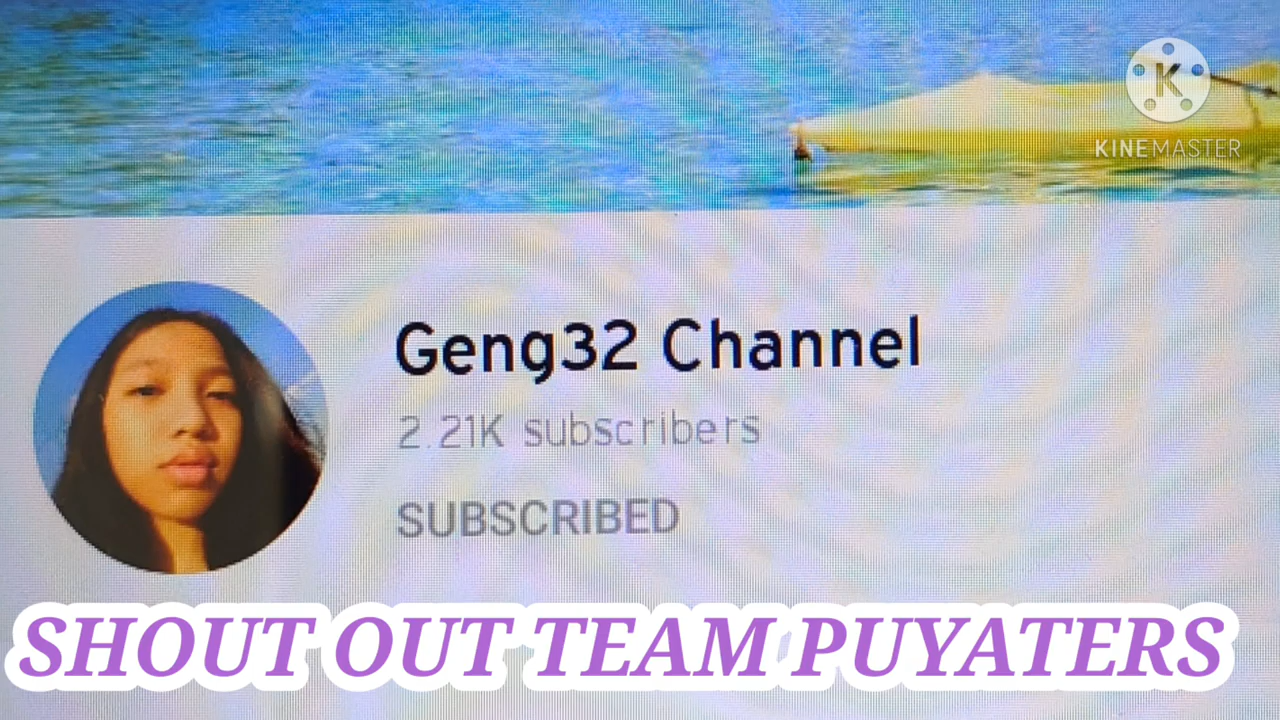 K
KINEMASTER
Geng32 Channel
2.21K subscribers
SUBSCRIBED
SHOUT OUT TEAM PUYATERS